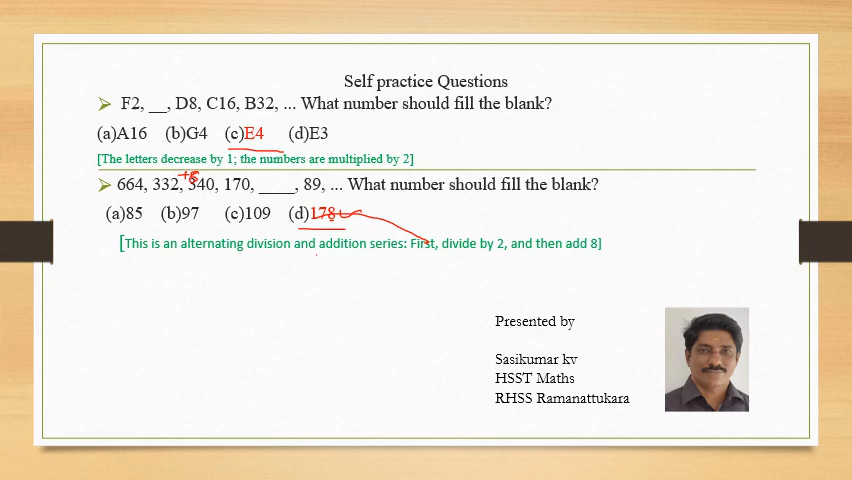 Self practice Questions
F2, __, D8, C16, B32, ... What number should fill the blank?
(a)A16 (b)G4 (c)E4 (d)E3
[The letters decrease by 1; the numbers are multiplied by 2]
+8
664, 332, 340, 170, ____, 89, ... What number should fill the blank?
(a)85 (b)97 (c)109 (d)178
[This is an alternating division and addition series: First, divide by 2, and then add 8]
Presented by
Sasikumar kv
HSST Maths
RHSS Ramanattukara